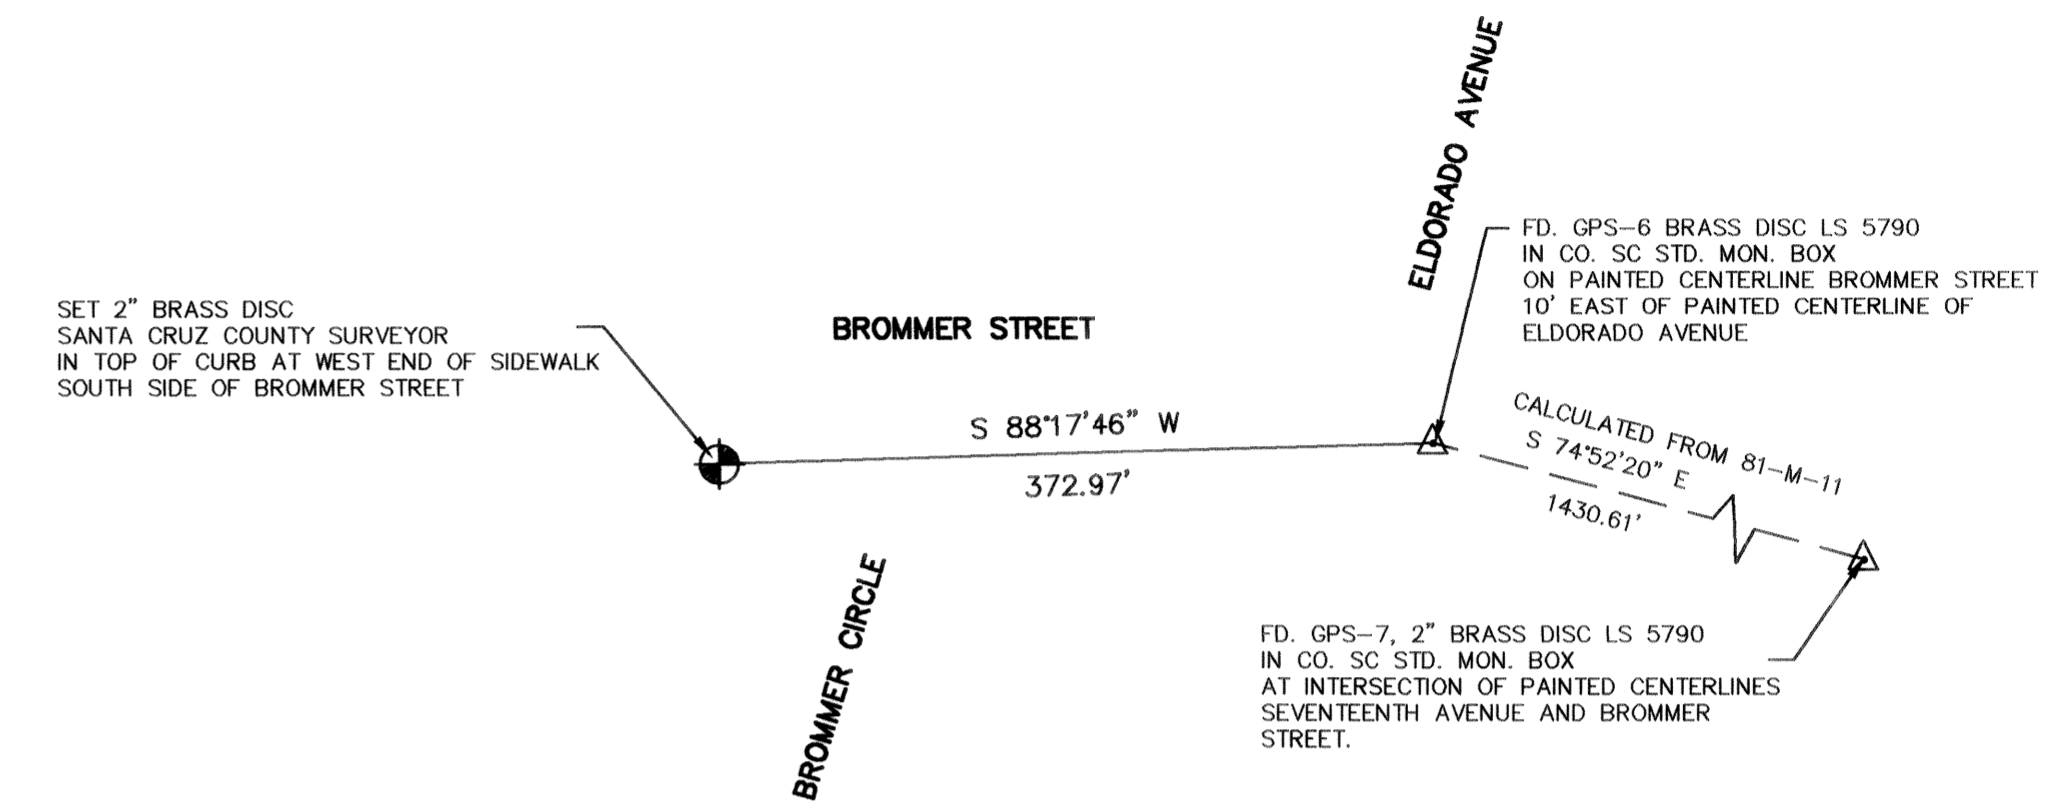 ELDORADO AVENUE
FD. GPS-6 BRASS DISC LS 5790
IN CO. SC STD. MON. BOX
ON PAINTED CENTERLINE BROMMER STREET
10' EAST OF PAINTED CENTERLINE OF
ELDORADO AVENUE
SET 2" BRASS DISC
SANTA CRUZ COUNTY SURVEYOR
IN TOP OF CURB AT WEST END OF SIDEWALK
SOUTH SIDE OF BROMMER STREET
BROMMER STREET
S 88°17'46" W
372.97'
CALCULATED FROM 81-M-11
S 74°52'20" E
1430.61'
BROMMER CIRCLE
FD. GPS-7, 2" BRASS DISC LS 5790
IN CO. SC STD. MON. BOX
AT INTERSECTION OF PAINTED CENTERLINES
SEVENTEENTH AVENUE AND BROMMER
STREET.